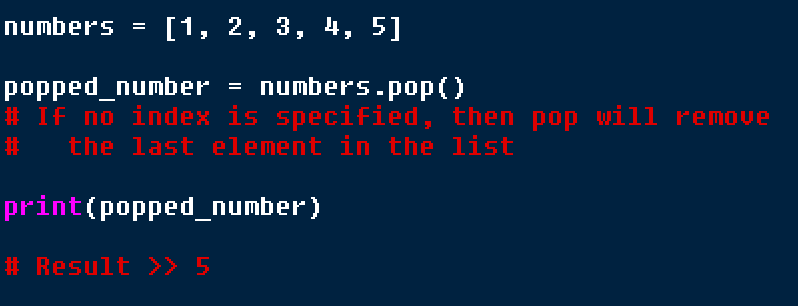 numbers = [1, 2, 3, 4, 5]
popped_number = numbers.pop()
# If no index is specified, then pop will remove
#   the last element in the list
print(popped_number)
# Result >> 5